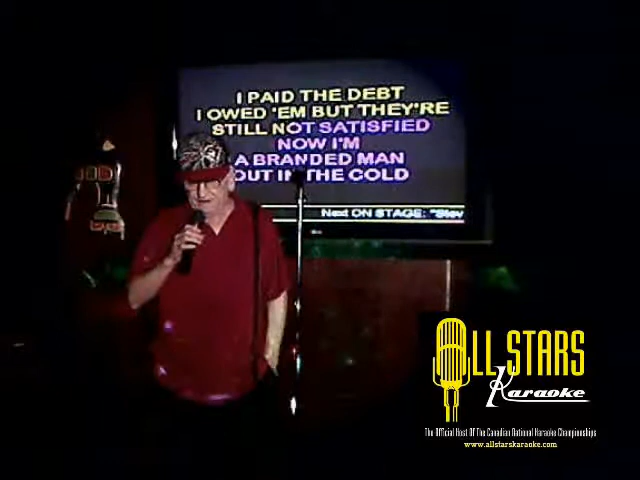 I PAID THE DEBT
I OWED 'EM BUT THEY'RE
STILL NOT SATISFIED
NOW I'M
A BRANDED MAN
OUT IN THE COLD
Next ON STAGE: "Stev
ALL STARS
Karaoke
The Official Host Of The Canadian National Karaoke Championships
www.allstarskaraoke.com